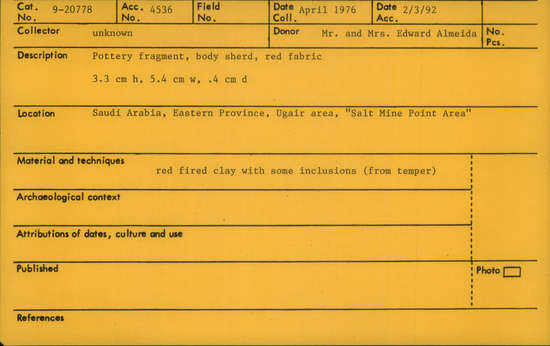 Cat. No. 9-20778 Acc. No. 4536 Field No. Date Coll. April 1976 Date Acc. 2/3/92
Collector unknown Donor Mr. and Mrs. Edward Almeida No. Pcs.
Description Pottery fragment, body sherd, red fabric
3.3 cm h, 5.4 cm w, .4 cm d
Location Saudi Arabia, Eastern Province, Ugair area, "Salt Mine Point Area"
Material and techniques
red fired clay with some inclusions (from temper)
Archaeological context
Attributions of dates, culture and use
Published Photo
References